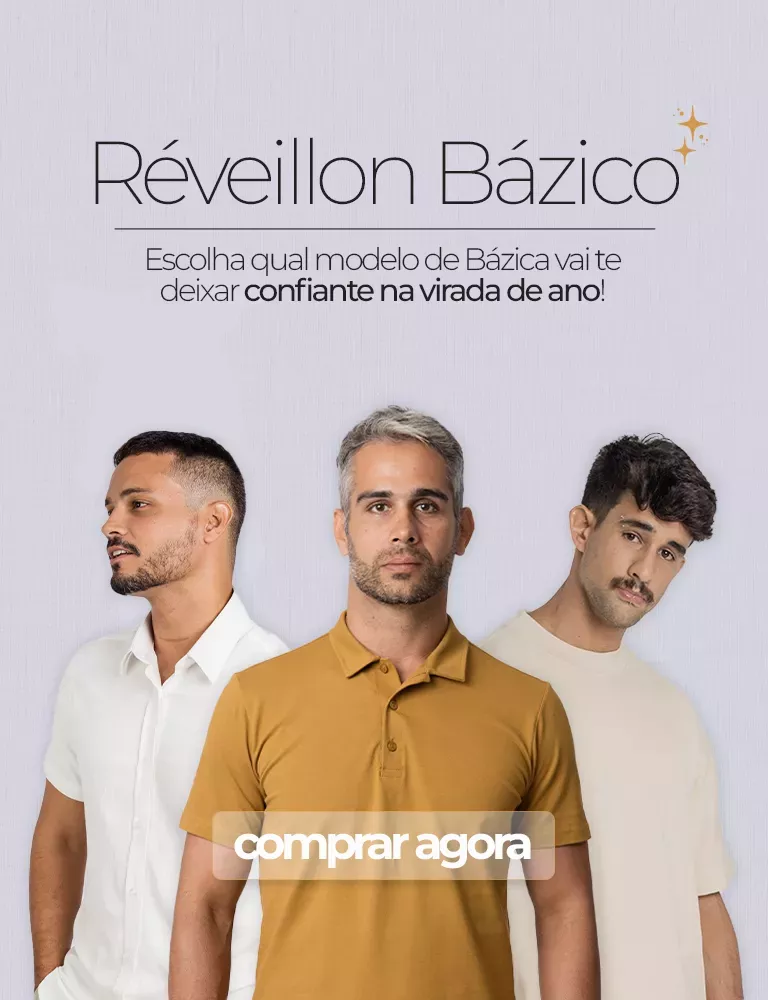 Réveillon Bázico
Escolha qual modelo de Bázica vai te
deixar confiante na virada de ano!
comprar agora